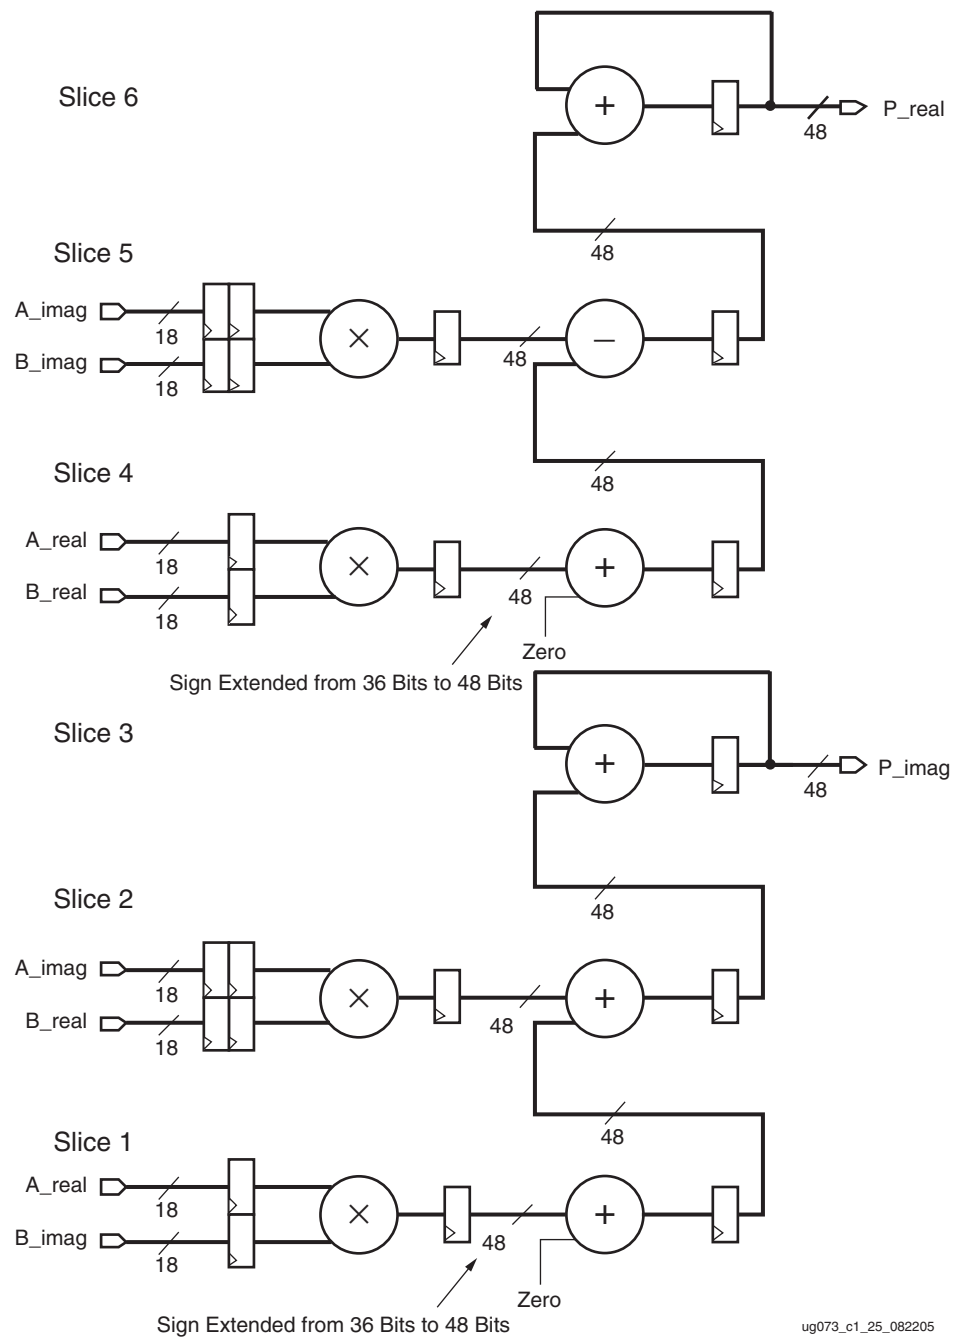 Slice 6
+
P_real
48
48
Slice 5
A_imag
18
×
48
–
B_imag
18
48
Slice 4
A_real
18
×
48
+
B_real
18
Zero
Sign Extended from 36 Bits to 48 Bits
Slice 3
+
P_imag
48
48
Slice 2
A_imag
18
×
48
+
B_real
18
48
Slice 1
A_real
18
×
48
+
B_imag
18
Zero
Sign Extended from 36 Bits to 48 Bits
ug073_c1_25_082205